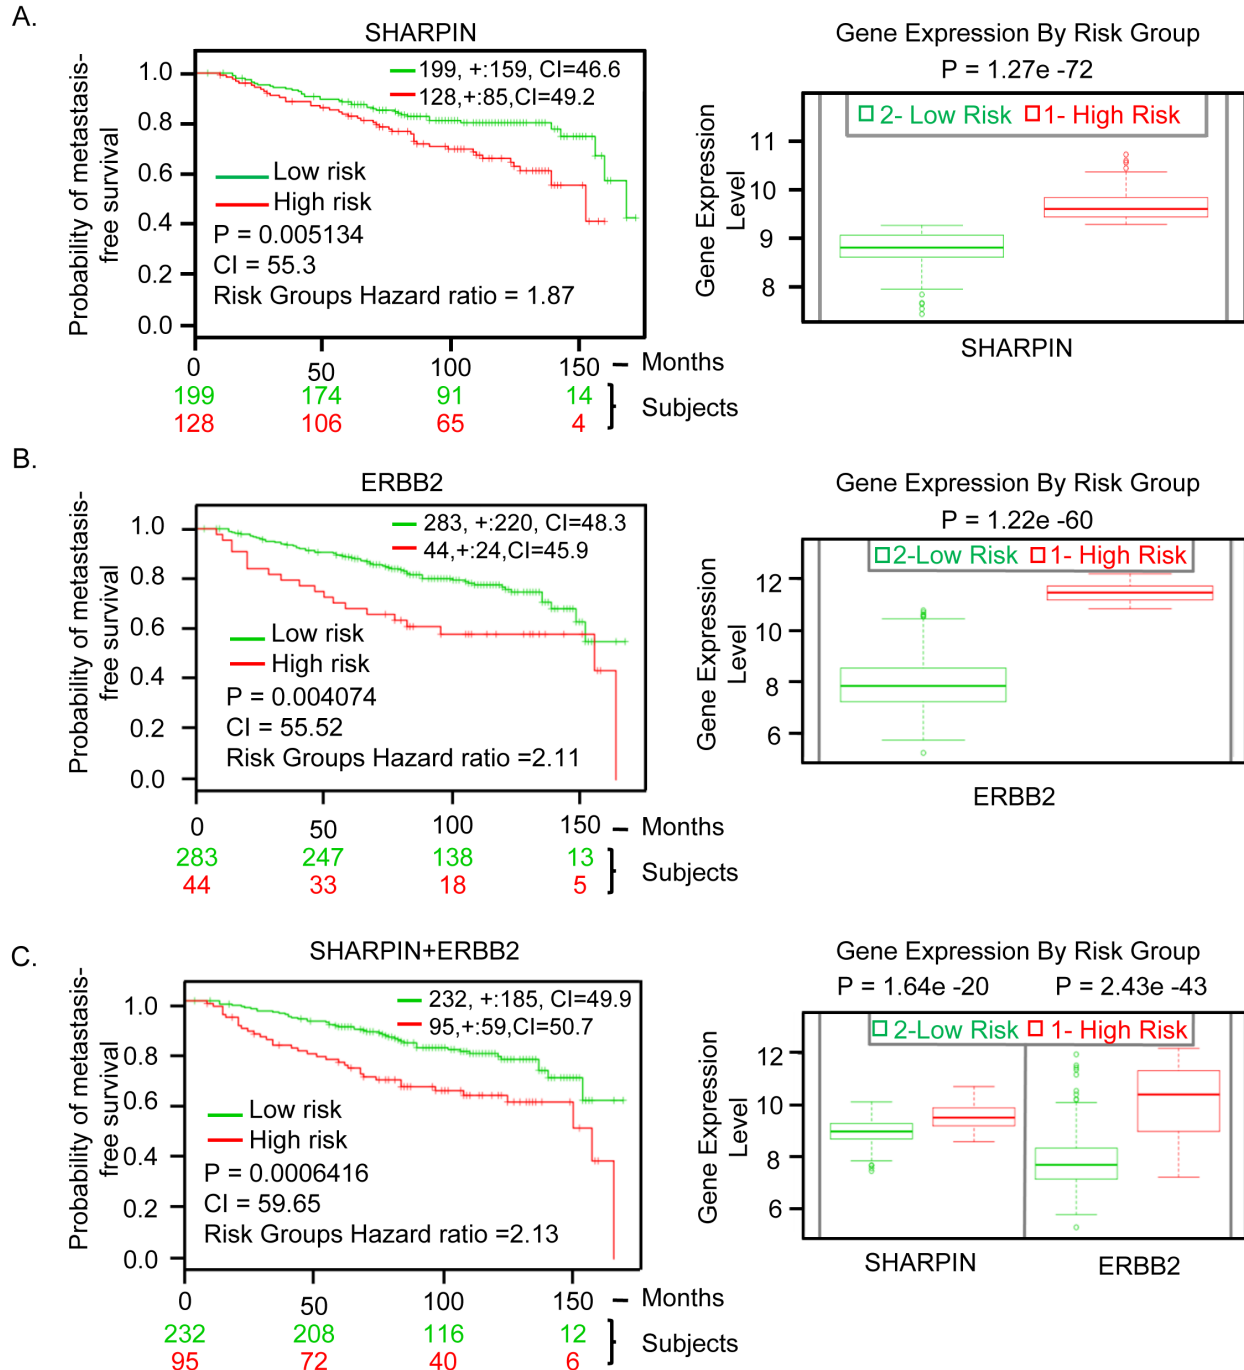 A.
SHARPIN
199, +:159, CI=46.6
128,+:85,CI=49.2
Probability of metastasis-
free survival
1.0
0.8
0.6
0.4
0.2
0.0
Low risk
High risk
P = 0.005134
CI = 55.3
Risk Groups Hazard ratio = 1.87
0 50 100 150 Months
199 174 91 14
128 106 65 4
Subjects
Gene Expression By Risk Group
P = 1.27e -72
2- Low Risk 1- High Risk
Gene Expression
Level
11
10
9
8
SHARPIN
B.
ERBB2
283, +:220, CI=48.3
44,+:24,CI=45.9
Probability of metastasis-
free survival
1.0
0.8
0.6
0.4
0.2
0.0
Low risk
High risk
P = 0.004074
CI = 55.52
Risk Groups Hazard ratio =2.11
0 50 100 150 Months
283 247 138 13
44 33 18 5
Subjects
Gene Expression By Risk Group
P = 1.22e -60
2-Low Risk 1- High Risk
Gene Expression
Level
12
10
8
6
ERBB2
C.
SHARPIN+ERBB2
232, +:185, CI=49.9
95,+:59,CI=50.7
Probability of metastasis-
free survival
1.0
0.8
0.6
0.4
0.2
0.0
Low risk
High risk
P = 0.0006416
CI = 59.65
Risk Groups Hazard ratio =2.13
0 50 100 150 Months
232 208 116 12
95 72 40 6
Subjects
Gene Expression By Risk Group
P = 1.64e -20 P = 2.43e -43
2-Low Risk 1- High Risk
Gene Expression
Level
12
10
8
6
SHARPIN ERBB2